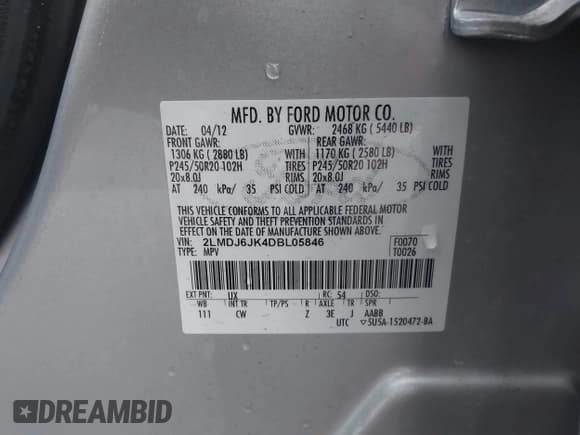 MFD. BY FORD MOTOR CO.
DATE: 04/12 GVWR: 2468 KG ( 5440 LB)
FRONT GAWR: REAR GAWR:
1306 KG ( 2880 LB) WITH 1170 KG ( 2580 LB) WITH
P245/50R20 102H TIRES P245/50R20 102H TIRES
20x8.0J RIMS 20x8.0J RIMS
AT 240 kPa/ 35 PSI COLD AT 240 kPa/ 35 PSI COLD
THIS VEHICLE CONFORMS TO ALL APPLICABLE FEDERAL MOTOR
VEHICLE SAFETY AND THEFT PREVENTION STANDARDS IN
EFFECT ON THE DATE OF MANUFACTURE SHOWN ABOVE.
VIN: 2LMDJ6JK4DBL05846 F0070
TYPE: MPV T0026
EXT PNT: UX RC: 54 DSO:
WB INT TR TP/PS R AXLE TR SPR
111 CW Z 3E J AABB
UTC ▽5U5A-1520472-BA
DREAMBID